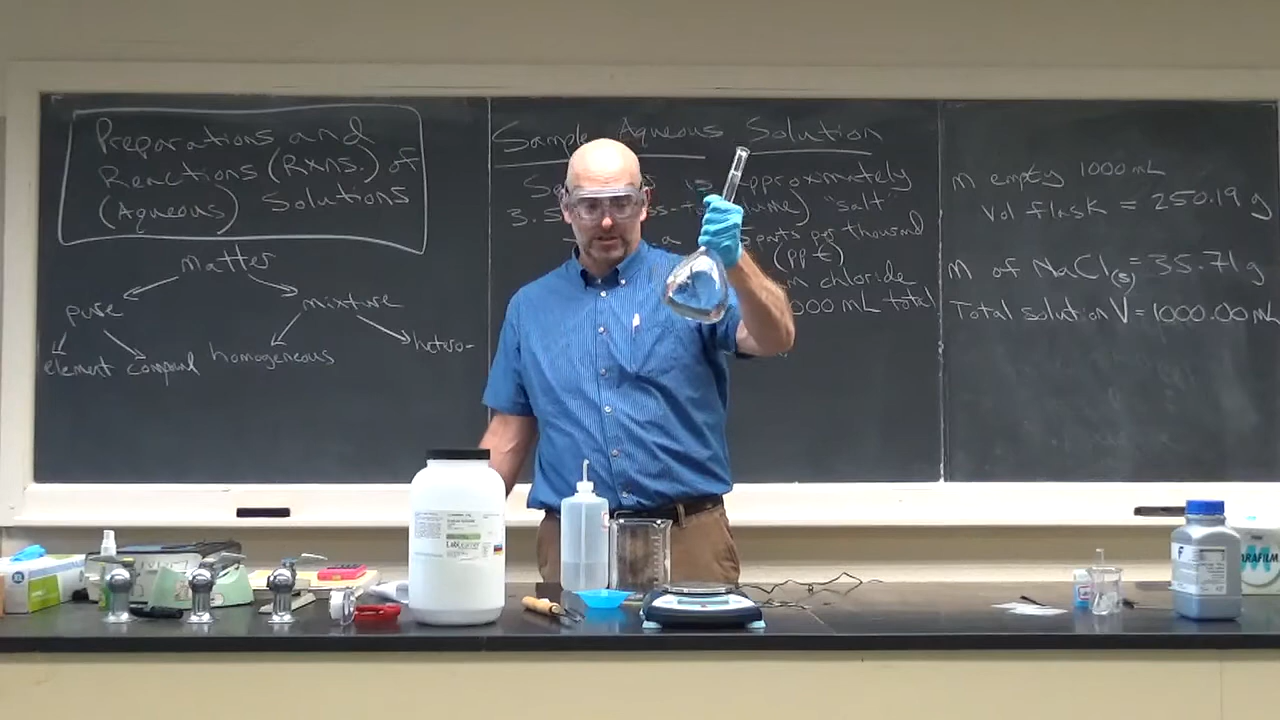 Preparations and
Reactions (Rxns.) of
(Aqueous) Solutions
Matter
pure
mixture
element compound homogeneous
hetero-
Sample Aqueous Solution
approximately
3.5
"salt"
parts per thousand
(ppt)
chloride
000 mL total
m empty 1000 mL
vol flask = 250.19 g
m of NaCl(s) = 35.71 g
Total solution V = 1000.00 mL
LabLearner
ARAFILM
M